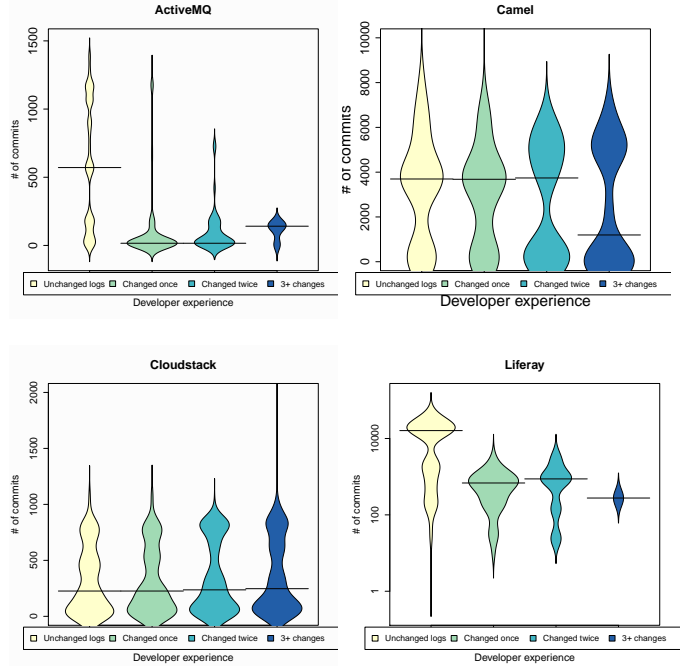 ActiveMQ
1500
1000
500
0
# of commits
Unchanged logs Changed once Changed twice 3+ changes
Developer experience
Camel
10000
8000
6000
4000
2000
0
# of commits
Unchanged logs Changed once Changed twice 3+ changes
Developer experience
Cloudstack
2000
1500
1000
500
0
# of commits
Unchanged logs Changed once Changed twice 3+ changes
Developer experience
Liferay
10000
100
1
# of commits
Unchanged logs Changed once Changed twice 3+ changes
Developer experience